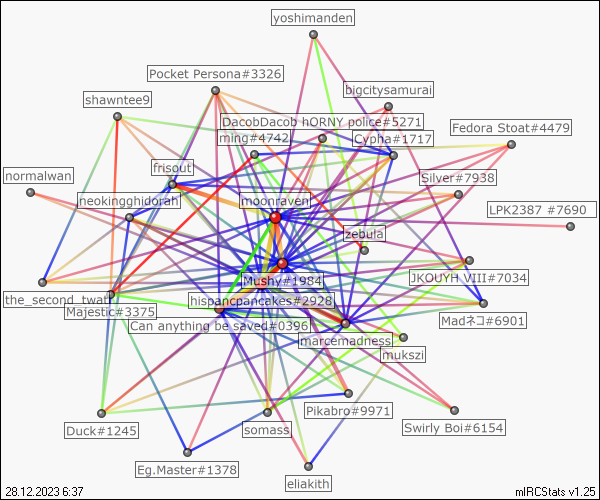 yoshimanden
Pocket Persona#3326
bigcitysamurai
shawntee9
DacobDacob hORNY police#5271
Fedora Stoat#4479
ming#4742
Cypha#1717
frisout
normalwan
Silver#7938
neokingghidorah
moonraven
LPK2387 #7690
zebula
Mushy#1984
JKOUYH VIII#7034
the_second_twat
hispancpancakes#2928
Majestic#3375
Madネコ#6901
Can anything be saved#0396
marcemadness
mukszi
Pikabro#9971
Duck#1245
somass
Swirly Boi#6154
Eg.Master#1378
eliakith
28.12.2023 6:37
mIRCStats v1.25